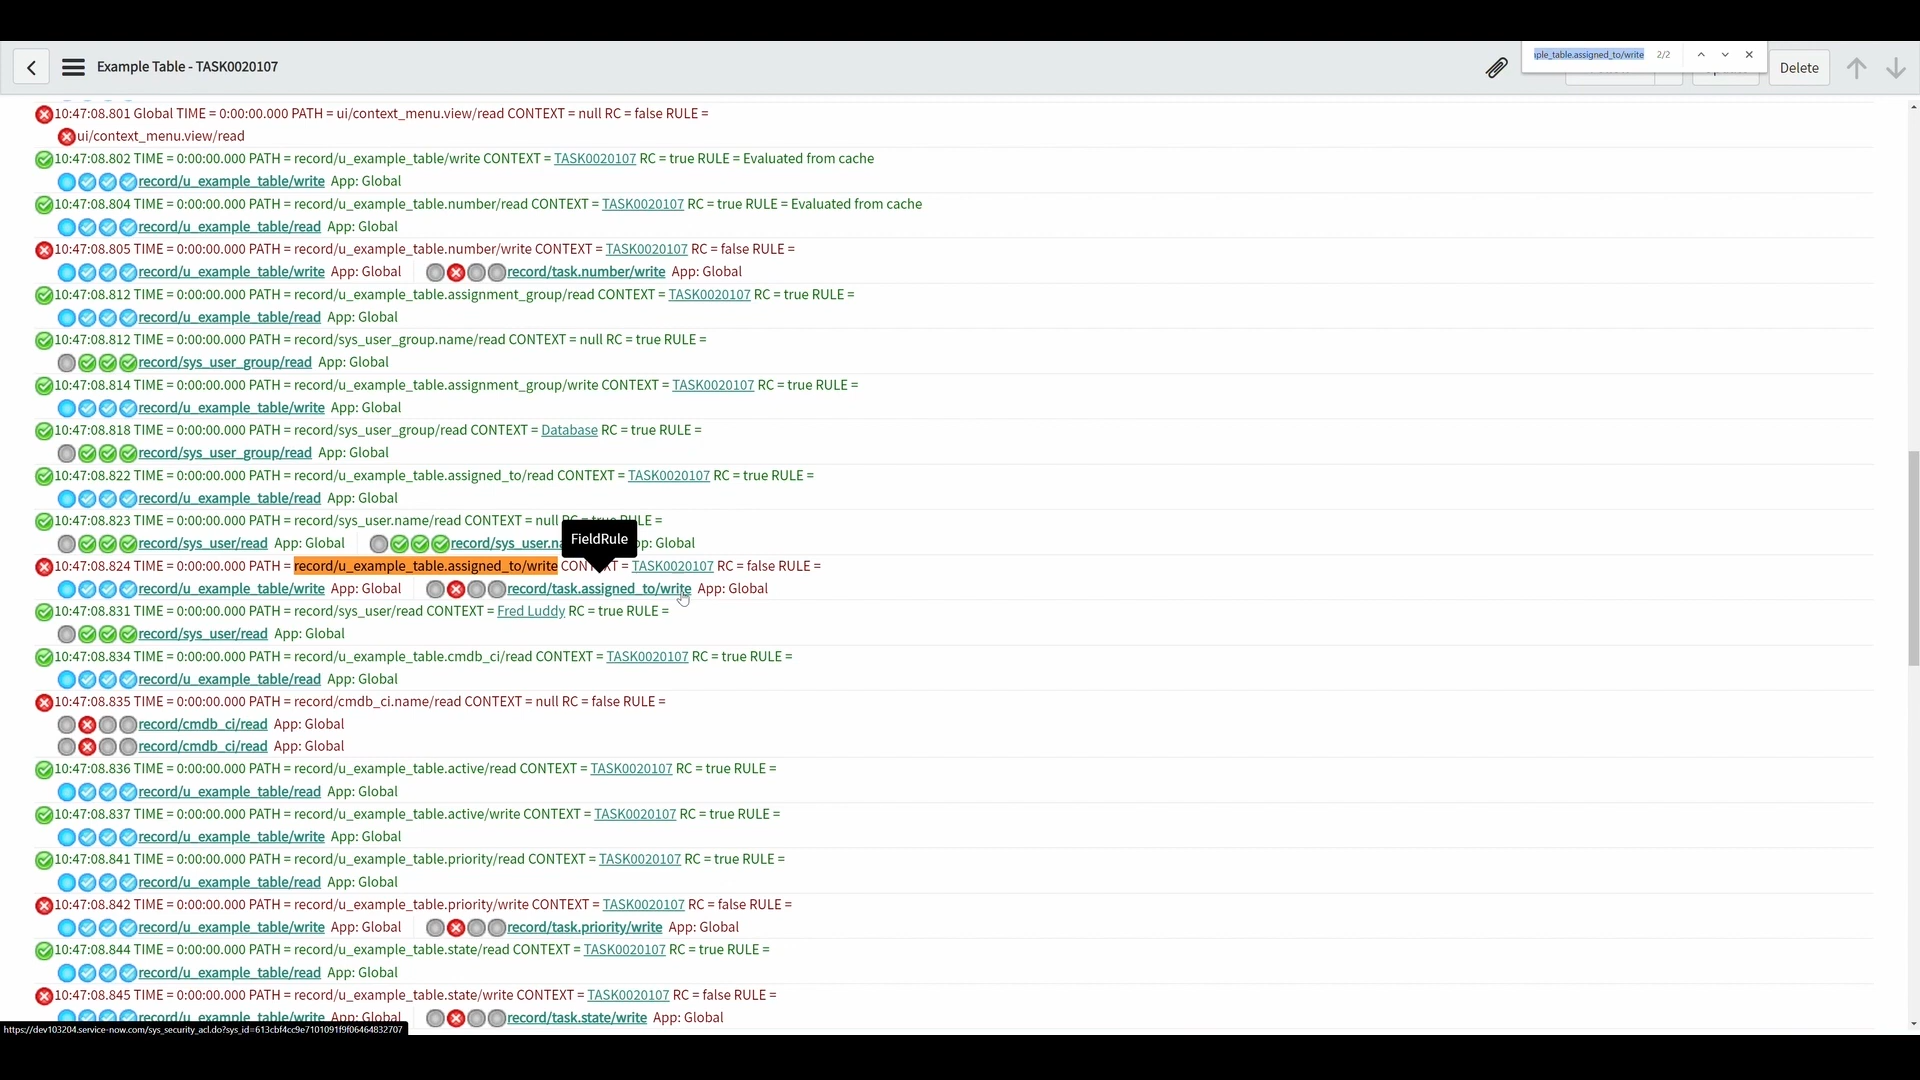 Example Table - TASK0020107
ple_table.assigned_to/write 2/2
Delete
10:47:08.801 Global TIME = 0:00:00.000 PATH = ui/context_menu.view/read CONTEXT = null RC = false RULE =
ui/context_menu.view/read
10:47:08.802 TIME = 0:00:00.000 PATH = record/u_example_table/write CONTEXT = TASK0020107 RC = true RULE = Evaluated from cache
record/u_example_table/write App: Global
10:47:08.804 TIME = 0:00:00.000 PATH = record/u_example_table.number/read CONTEXT = TASK0020107 RC = true RULE = Evaluated from cache
record/u_example_table/read App: Global
10:47:08.805 TIME = 0:00:00.000 PATH = record/u_example_table.number/write CONTEXT = TASK0020107 RC = false RULE =
record/u_example_table/write App: Global record/task.number/write App: Global
10:47:08.812 TIME = 0:00:00.000 PATH = record/u_example_table.assignment_group/read CONTEXT = TASK0020107 RC = true RULE =
record/u_example_table/read App: Global
10:47:08.812 TIME = 0:00:00.000 PATH = record/sys_user_group.name/read CONTEXT = null RC = true RULE =
record/sys_user_group/read App: Global
10:47:08.814 TIME = 0:00:00.000 PATH = record/u_example_table.assignment_group/write CONTEXT = TASK0020107 RC = true RULE =
record/u_example_table/write App: Global
10:47:08.818 TIME = 0:00:00.000 PATH = record/sys_user_group/read CONTEXT = Database RC = true RULE =
record/sys_user_group/read App: Global
10:47:08.822 TIME = 0:00:00.000 PATH = record/u_example_table.assigned_to/read CONTEXT = TASK0020107 RC = true RULE =
record/u_example_table/read App: Global
10:47:08.823 TIME = 0:00:00.000 PATH = record/sys_user.name/read CONTEXT = null RC = true RULE =
FieldRule
record/sys_user/read App: Global record/sys_user.na pp: Global
10:47:08.824 TIME = 0:00:00.000 PATH = record/u_example_table.assigned_to/write CONTEXT = TASK0020107 RC = false RULE =
record/u_example_table/write App: Global record/task.assigned_to/write App: Global
10:47:08.831 TIME = 0:00:00.000 PATH = record/sys_user/read CONTEXT = Fred Luddy RC = true RULE =
record/sys_user/read App: Global
10:47:08.834 TIME = 0:00:00.000 PATH = record/u_example_table.cmdb_ci/read CONTEXT = TASK0020107 RC = true RULE =
record/u_example_table/read App: Global
10:47:08.835 TIME = 0:00:00.000 PATH = record/cmdb_ci.name/read CONTEXT = null RC = false RULE =
record/cmdb_ci/read App: Global
record/cmdb_ci/read App: Global
10:47:08.836 TIME = 0:00:00.000 PATH = record/u_example_table.active/read CONTEXT = TASK0020107 RC = true RULE =
record/u_example_table/read App: Global
10:47:08.837 TIME = 0:00:00.000 PATH = record/u_example_table.active/write CONTEXT = TASK0020107 RC = true RULE =
record/u_example_table/write App: Global
10:47:08.841 TIME = 0:00:00.000 PATH = record/u_example_table.priority/read CONTEXT = TASK0020107 RC = true RULE =
record/u_example_table/read App: Global
10:47:08.842 TIME = 0:00:00.000 PATH = record/u_example_table.priority/write CONTEXT = TASK0020107 RC = false RULE =
record/u_example_table/write App: Global record/task.priority/write App: Global
10:47:08.844 TIME = 0:00:00.000 PATH = record/u_example_table.state/read CONTEXT = TASK0020107 RC = true RULE =
record/u_example_table/read App: Global
10:47:08.845 TIME = 0:00:00.000 PATH = record/u_example_table.state/write CONTEXT = TASK0020107 RC = false RULE =
record/u_example_table/write App: Global record/task.state/write App: Global
https://dev103204.service-now.com/sys_security_acl.do?sys_id=613cbf4cc9e7101091f9f06464832707